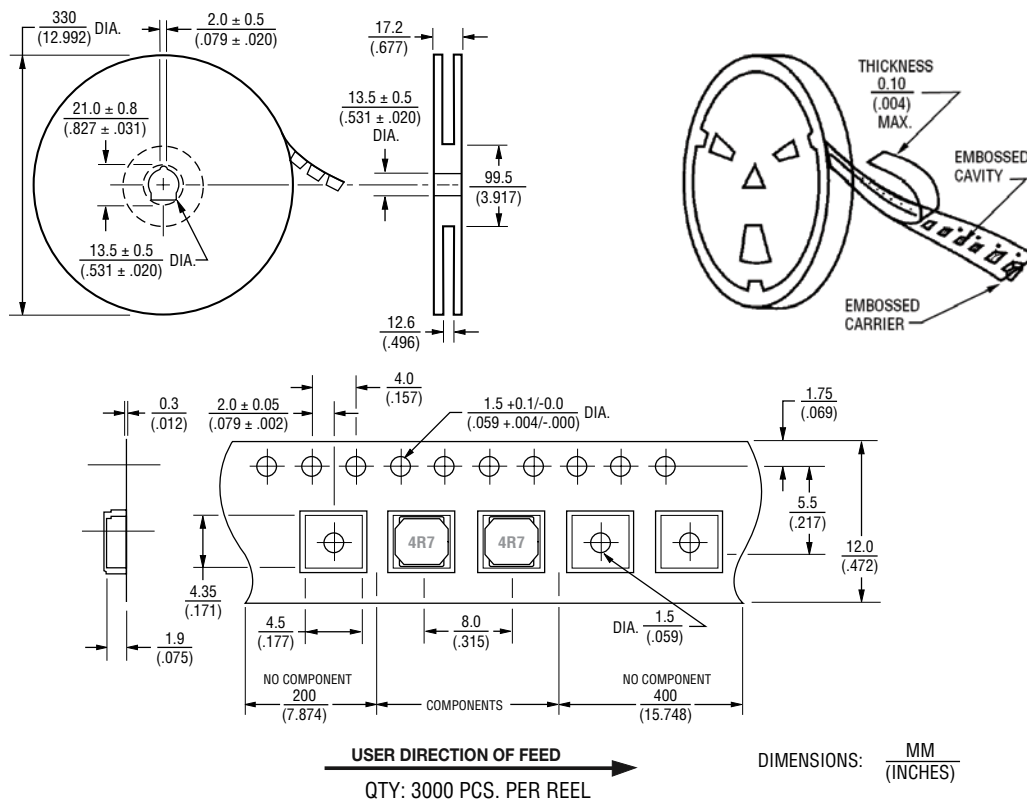 330
(12.992)
DIA.
2.0 ± 0.5
(.079 ± .020)
17.2
(.677)
21.0 ± 0.8
(.827 ± .031)
13.5 ± 0.5
(.531 ± .020)
DIA.
99.5
(3.917)
13.5 ± 0.5
(.531 ± .020)
DIA.
12.6
(.496)
THICKNESS
0.10
(.004)
MAX.
EMBOSSED
CAVITY
EMBOSSED
CARRIER
0.3
(.012)
2.0 ± 0.05
(.079 ± .002)
4.0
(.157)
1.5 +0.1/-0.0
(.059 +.004/-.000)
DIA.
1.75
(.069)
5.5
(.217)
12.0
(.472)
4R7
4R7
4.35
(.171)
1.9
(.075)
4.5
(.177)
8.0
(.315)
DIA.
1.5
(.059)
NO COMPONENT
200
(7.874)
COMPONENTS
NO COMPONENT
400
(15.748)
USER DIRECTION OF FEED
QTY: 3000 PCS. PER REEL
DIMENSIONS:
MM
(INCHES)